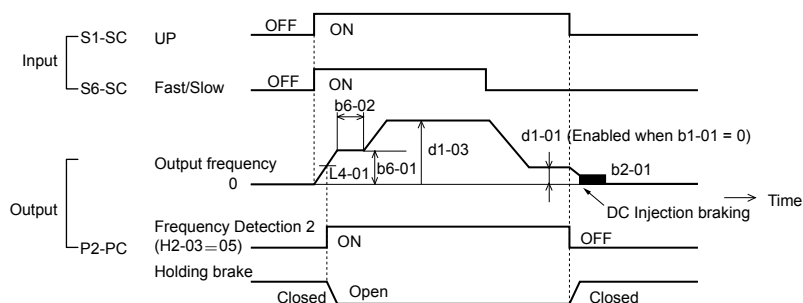 OFF
ON
S1-SC UP
Input
S6-SC Fast/Slow
OFF
ON
b6-02
d1-01 (Enabled when b1-01 = 0)
d1-03
Output frequency
L4-01
b6-01
b2-01
0
Time
Output
DC Injection braking
Frequency Detection 2
(H2-03=05)
P2-PC
ON
OFF
Holding brake
Closed
Open
Closed